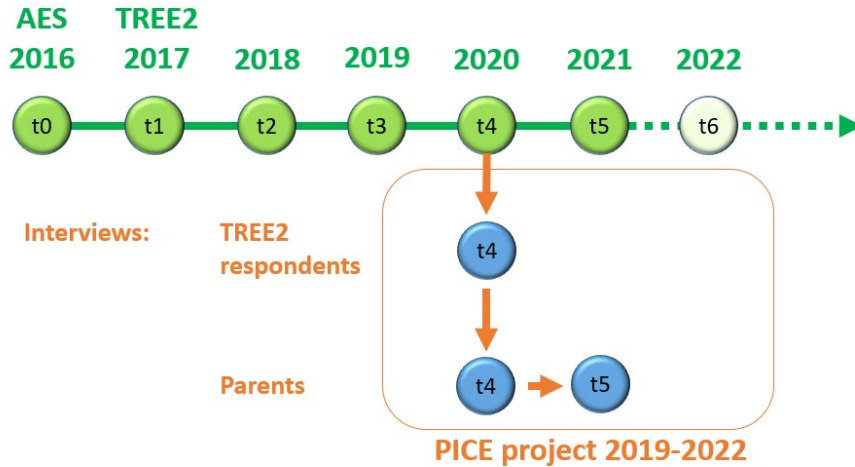 AES TREE2
2016 2017 2018 2019 2020 2021 2022
t0 t1 t2 t3 t4 t5 t6
Interviews: TREE2
respondents
t4
Parents t4 t5
PICE project 2019-2022